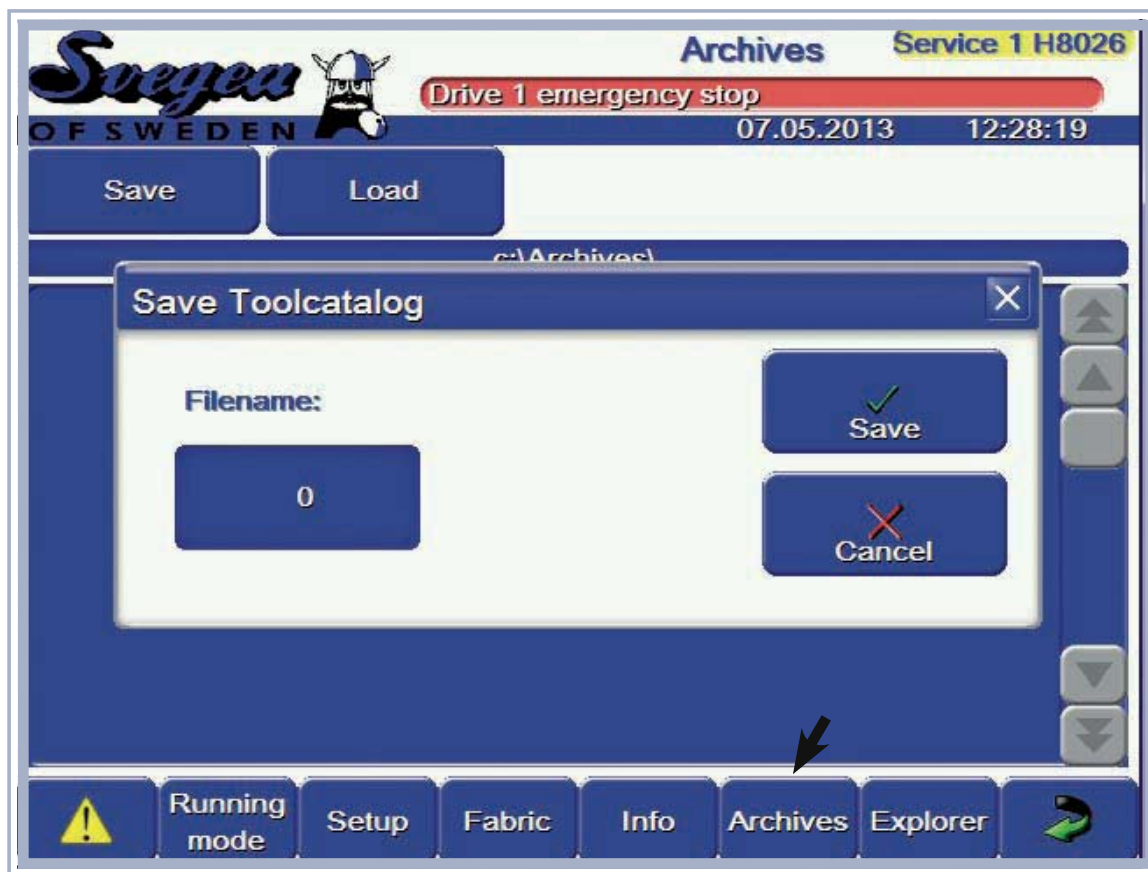 Svegea
OF SWEDEN
Archives
Service 1 H8026
Drive 1 emergency stop
07.05.2013 12:28:19
Save
Load
c:\Archives\
Save Toolcatalog
Filename:
0
Save
Cancel
Running
mode
Setup
Fabric
Info
Archives
Explorer